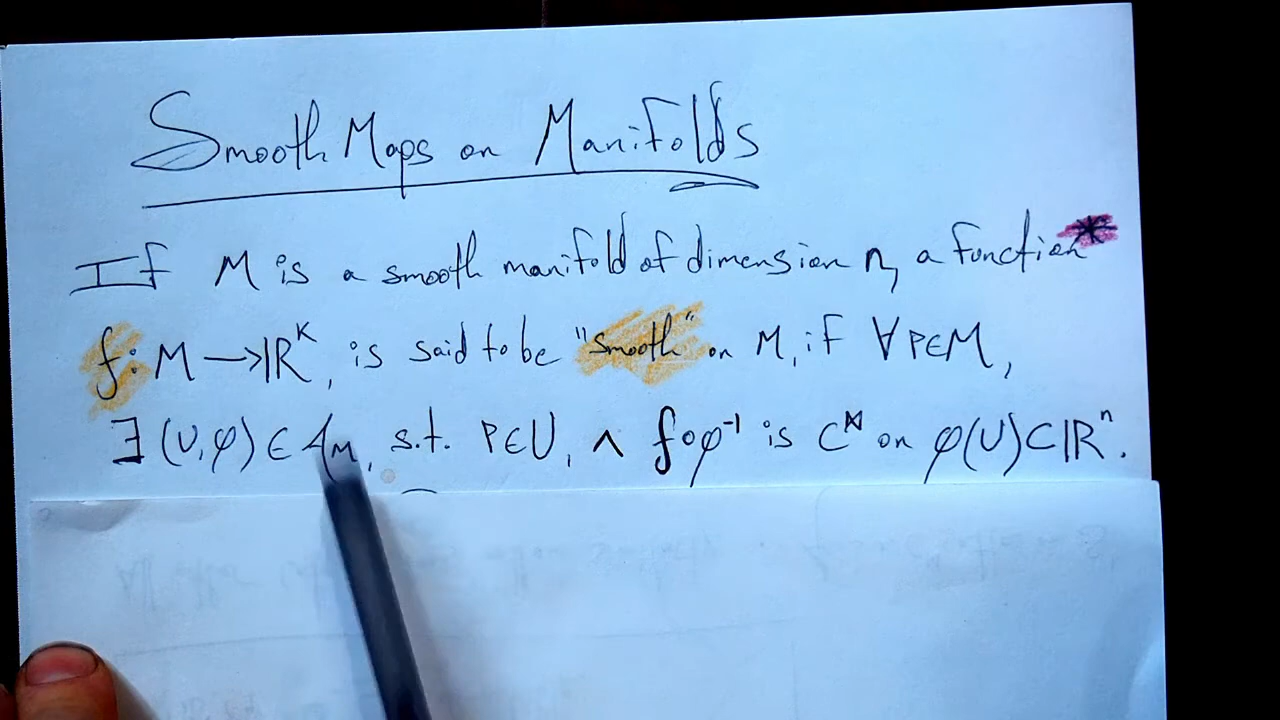 Smooth Maps on Manifolds
If M is a smooth manifold of dimension n, a function*
f: M → ℝᴷ, is said to be "smooth" on M, if ∀ p∈M,
∃ (U,φ) ∈ 𝒜ₘ, s.t. p∈U, ∧ f∘φ⁻¹ is C^∞ on φ(U)⊂ℝⁿ.